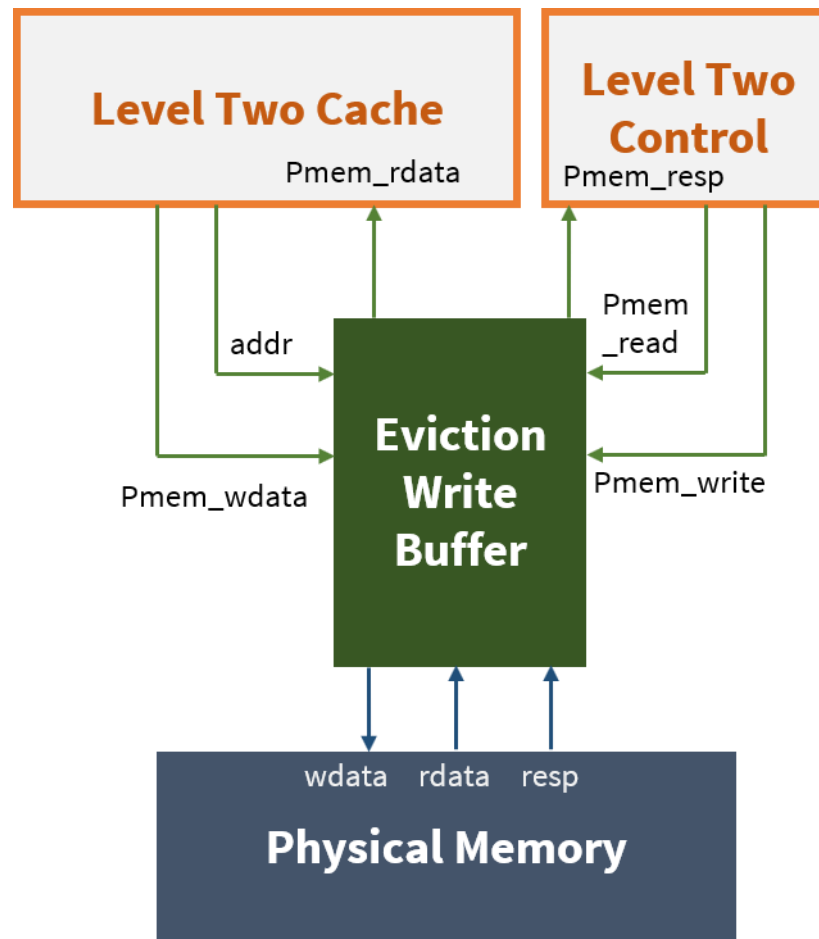 Level Two Cache
Level Two
Control
Pmem_rdata
Pmem_resp
addr
Pmem
_read
Pmem_wdata
Pmem_write
Eviction
Write
Buffer
wdata
rdata
resp
Physical Memory